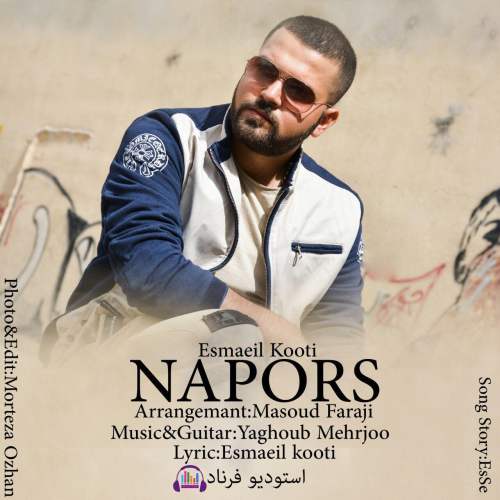 Esmaeil Kooti
NAPORS
Arrangemant:Masoud Faraji
Music&Guitar:Yaghoub Mehrjoo
Lyric:Esmaeil kooti
استودیو فرناد
Photo&Edit:Morteza Ozhan
Song Story:EsSe